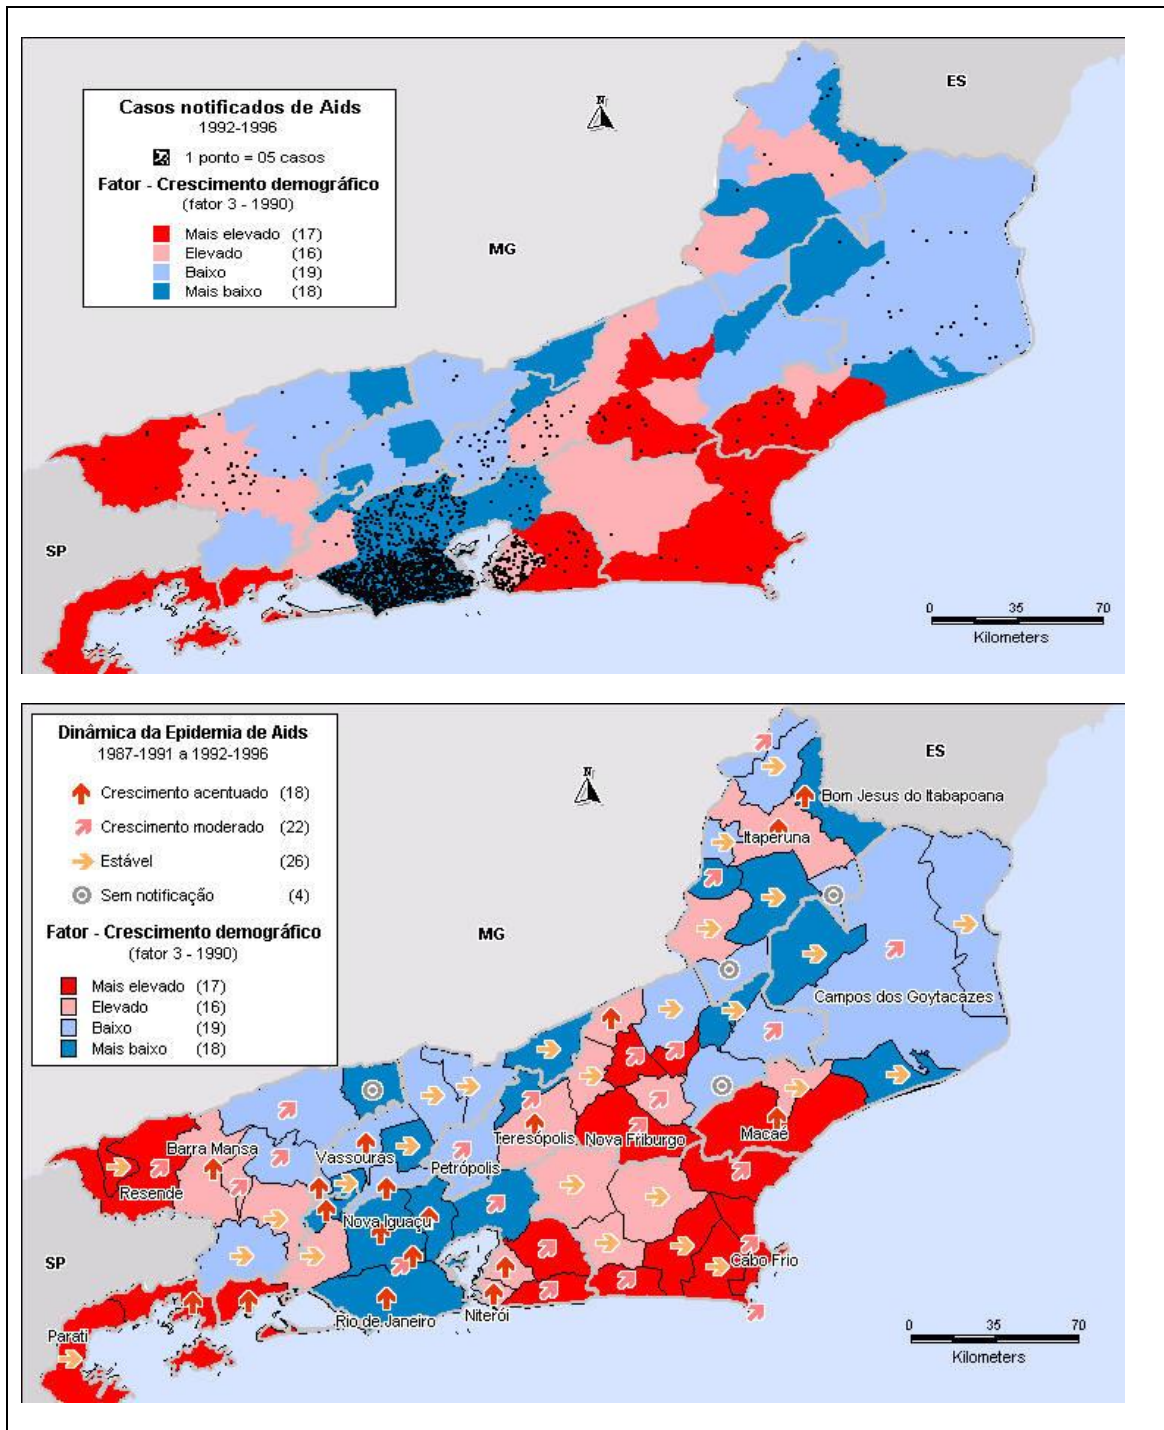 Casos notificados de Aids
1992-1996
1 ponto = 05 casos
Fator - Crescimento demográfico
(fator 3 - 1990)
Mais elevado (17)
Elevado (16)
Baixo (19)
Mais baixo (18)
N
ES
MG
SP
0 35 70
Kilometers
Dinâmica da Epidemia de Aids
1987-1991 a 1992-1996
Crescimento acentuado (18)
Crescimento moderado (22)
Estável (26)
Sem notificação (4)
Fator - Crescimento demográfico
(fator 3 - 1990)
Mais elevado (17)
Elevado (16)
Baixo (19)
Mais baixo (18)
N
ES
Bom Jesus do Itabapoana
Itaperuna
MG
Campos dos Goytacazes
Macaé
Teresópolis
Nova Friburgo
Barra Mansa
Vassouras
Petrópolis
Resende
Nova Iguaçu
SP
Cabo Frio
Niterói
Rio de Janeiro
Parati
0 35 70
Kilometers